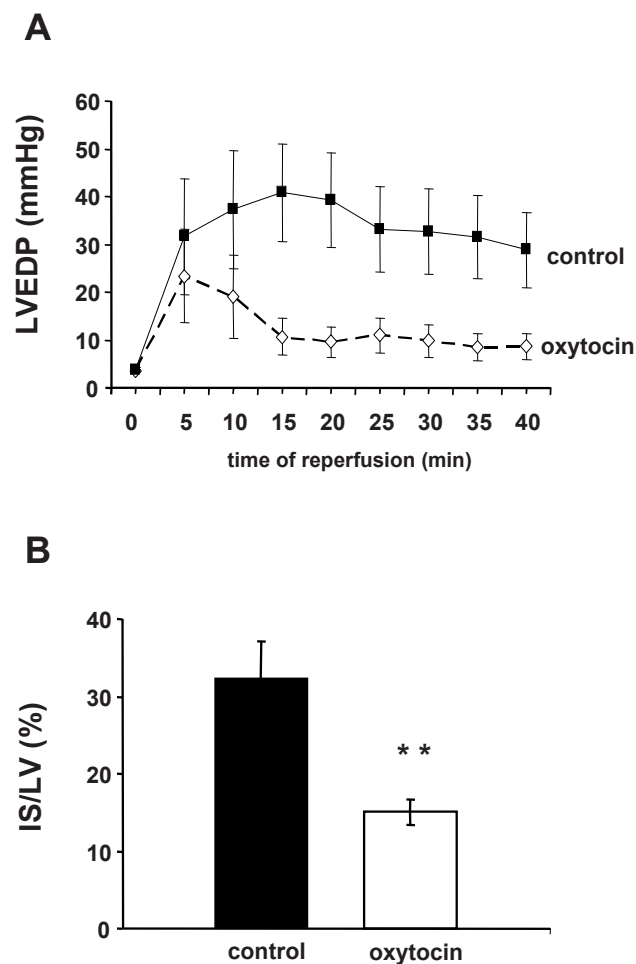 A
LVEDP (mmHg)
60
50
40
30
20
10
0
control
oxytocin
0 5 10 15 20 25 30 35 40
time of reperfusion (min)
B
IS/LV (%)
40
30
20
10
0
* *
control oxytocin